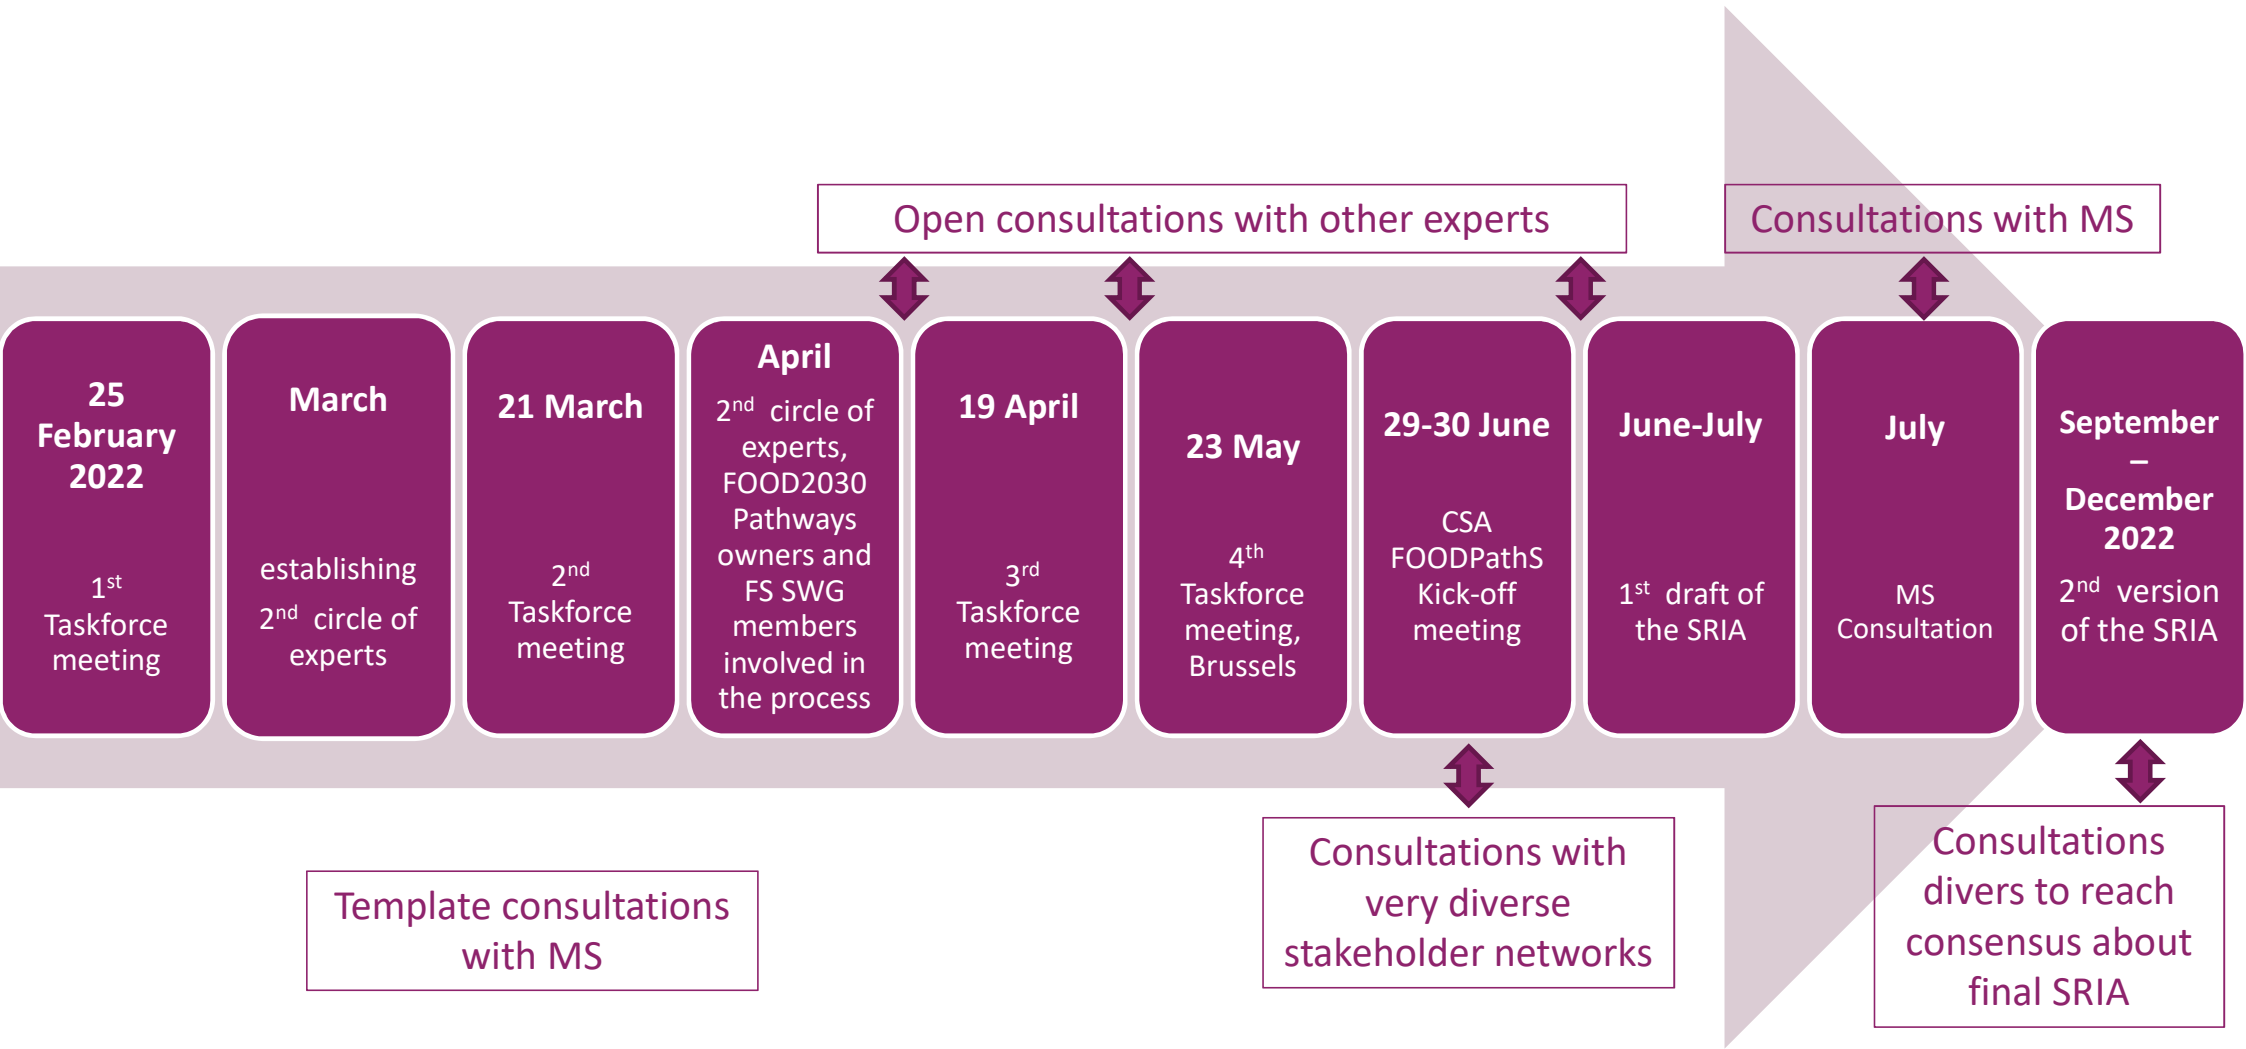 Open consultations with other experts
Consultations with MS
25
February
2022
1st
Taskforce
meeting
March
establishing
2nd circle of
experts
21 March
2nd
Taskforce
meeting
April
2nd circle of
experts,
FOOD2030
Pathways
owners and
FS SWG
members
involved in
the process
19 April
3rd
Taskforce
meeting
23 May
4th
Taskforce
meeting,
Brussels
29-30 June
CSA
FOODPathS
Kick-off
meeting
June-July
1st draft of
the SRIA
July
MS
Consultation
September
–
December
2022
2nd version
of the SRIA
Template consultations
with MS
Consultations with
very diverse
stakeholder networks
Consultations
divers to reach
consensus about
final SRIA